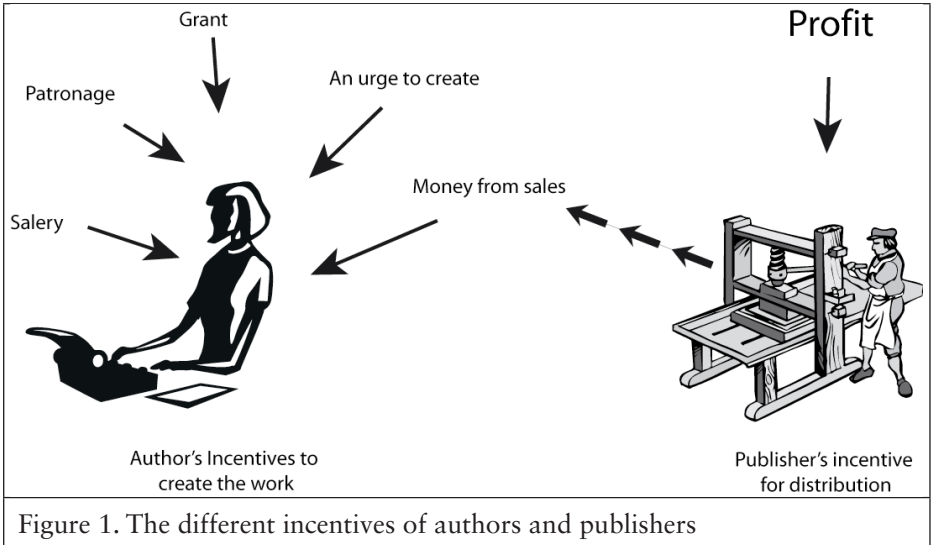 Grant
Profit
An urge to create
Patronage
Money from sales
Salery
Author's Incentives to
create the work
Publisher's incentive
for distribution
Figure 1. The different incentives of authors and publishers